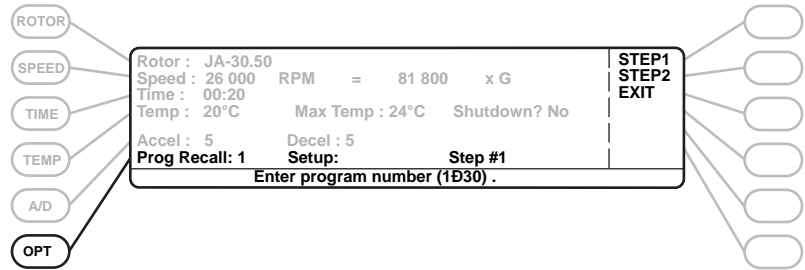 ROTOR
SPEED
TIME
TEMP
A/D
OPT
Rotor : JA-30.50
Speed : 26 000 RPM = 81 800 x G
Time : 00:20
Temp : 20°C Max Temp : 24°C Shutdown? No
Accel : 5 Decel : 5
Prog Recall: 1 Setup: Step #1
Enter program number (1Đ30) .
STEP1
STEP2
EXIT